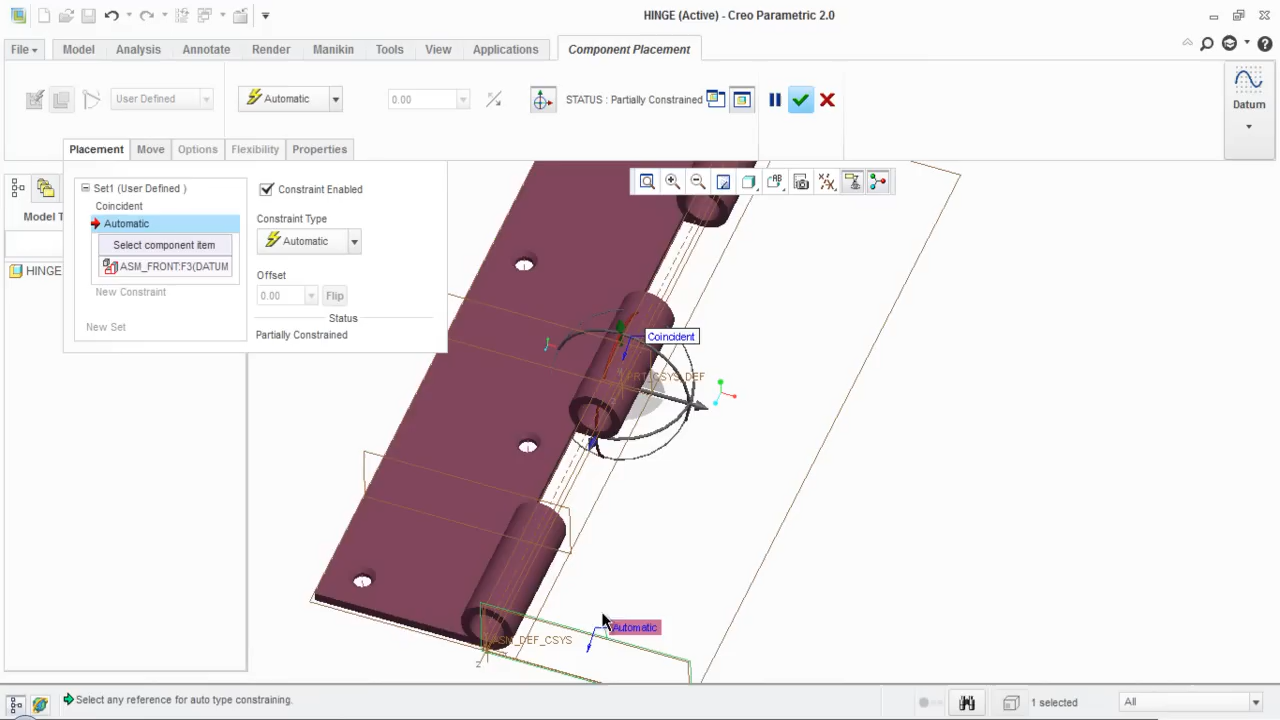 HINGE (Active) - Creo Parametric 2.0
File Model Analysis Annotate Render Manikin Tools View Applications Component Placement
User Defined Automatic 0.00 STATUS : Partially Constrained
Datum
Placement Move Options Flexibility Properties
Set1 (User Defined )
Coincident
Automatic
Select component item
ASM_FRONT:F3(DATUM
New Constraint
New Set
Constraint Enabled
Constraint Type
Automatic
Offset
0.00 Flip
Status
Partially Constrained
Model T
HINGE
Coincident
PRT_CSYS_DEF
Automatic
ASM_DEF_CSYS
Z
Select any reference for auto type constraining.
1 selected
All